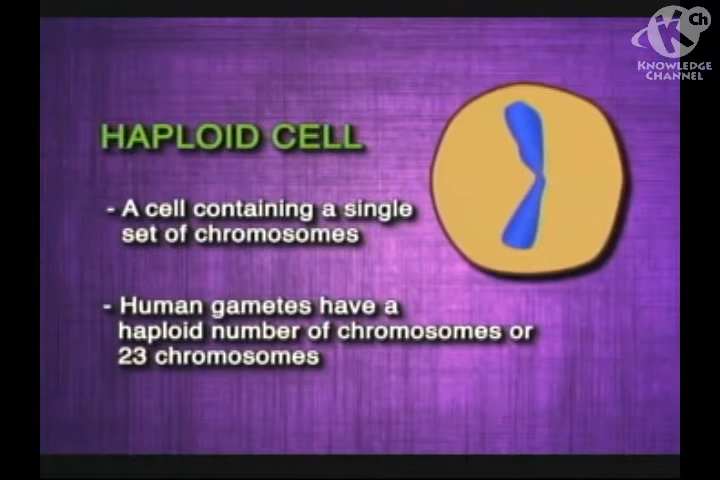 Ch
K
KNOWLEDGE
CHANNEL
HAPLOID CELL
- A cell containing a single
set of chromosomes
- Human gametes have a
haploid number of chromosomes or
23 chromosomes